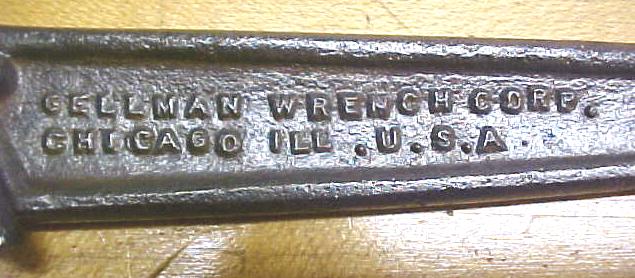 GELLMAN WRENCH CORP.
CHICAGO ILL .U.S.A.